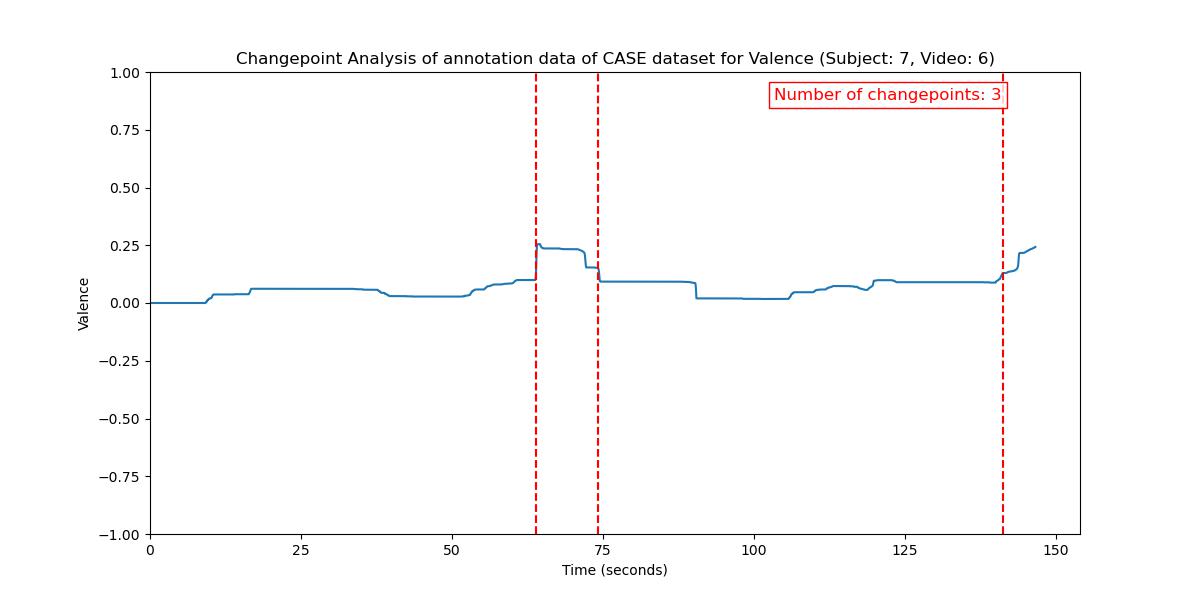 Changepoint Analysis of annotation data of CASE dataset for Valence (Subject: 7, Video: 6)
Number of changepoints: 3
Valence
1.00
0.75
0.50
0.25
0.00
−0.25
−0.50
−0.75
−1.00
0 25 50 75 100 125 150
Time (seconds)